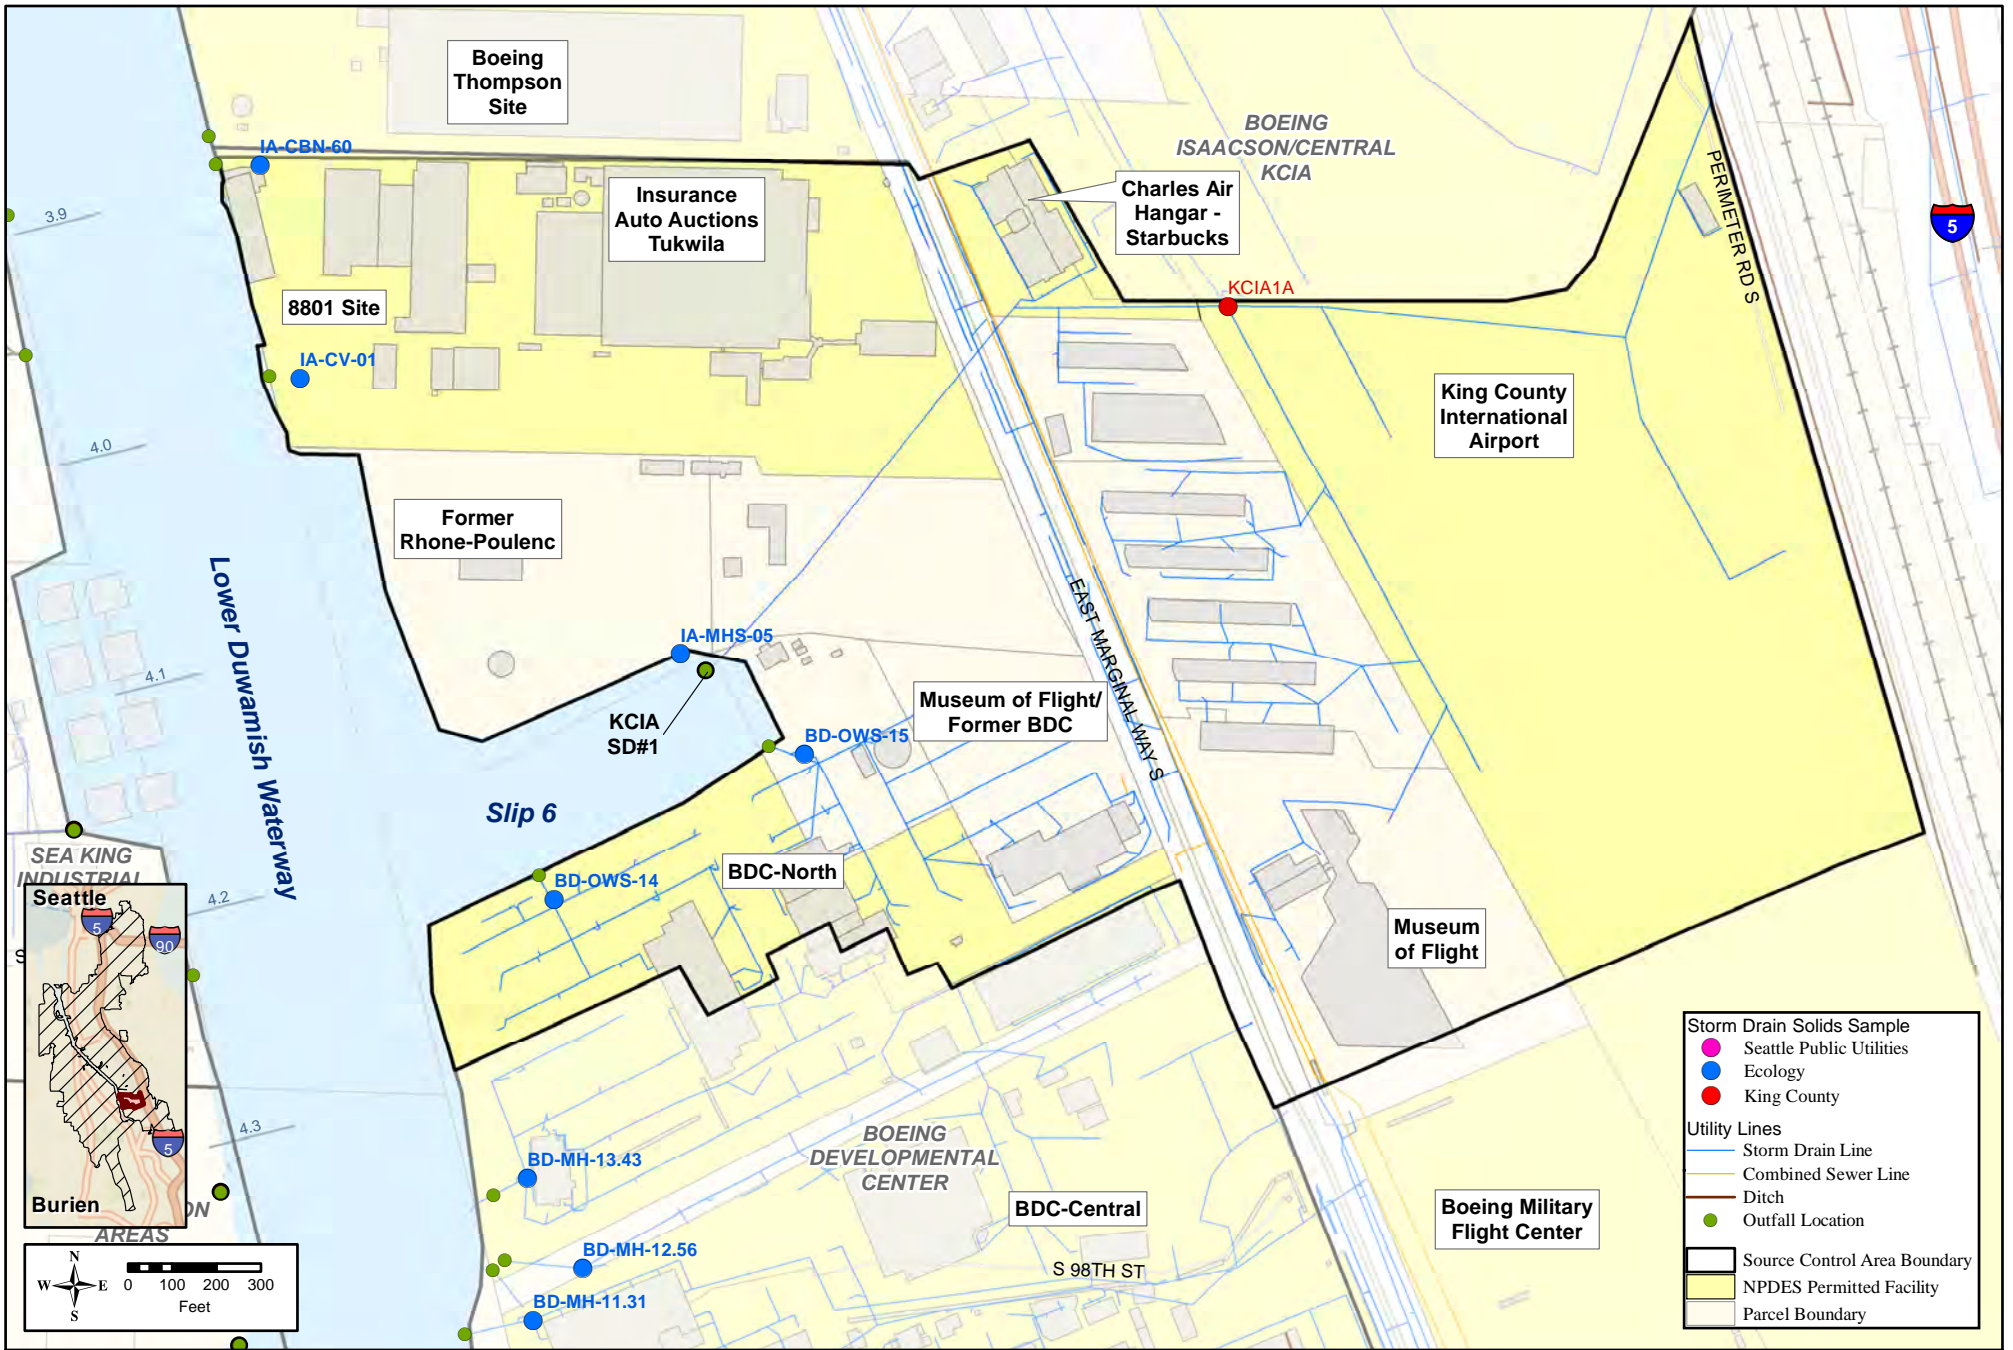 Boeing
Thompson
Site
IA-CBN-60
Insurance
Auto Auctions
Tukwila
BOEING
ISAACSON/CENTRAL
KCIA
Charles Air
Hangar -
Starbucks
PERIMETER RD S
5
3.9
8801 Site
KCIA1A
IA-CV-01
King County
International
Airport
4.0
Former
Rhone-Poulenc
Lower Duwamish Waterway
EAST MARGINAL WAY S
IA-MHS-05
4.1
KCIA
SD#1
Museum of Flight/
Former BDC
BD-OWS-15
Slip 6
SEA KING
INDUSTRIAL
BDC-North
BD-OWS-14
4.2
Museum
of Flight
S
Seattle
5
90
5
Burien
ON
AREAS
4.3
BOEING
DEVELOPMENTAL
CENTER
BD-MH-13.43
BDC-Central
Boeing Military
Flight Center
BD-MH-12.56
S 98TH ST
BD-MH-11.31
N
W E
S
0 100 200 300
Feet
Storm Drain Solids Sample
Seattle Public Utilities
Ecology
King County
Utility Lines
Storm Drain Line
Combined Sewer Line
Ditch
Outfall Location
Source Control Area Boundary
NPDES Permitted Facility
Parcel Boundary